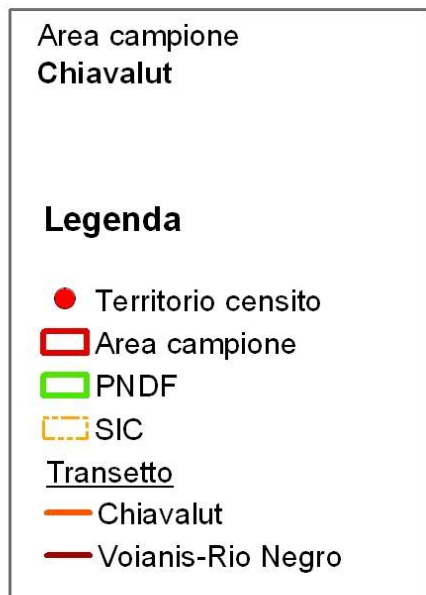 Area campione
Chiavalut
Legenda
Territorio censito
Area campione
PNDF
SIC
Transetto
Chiavalut
Voianis-Rio Negro